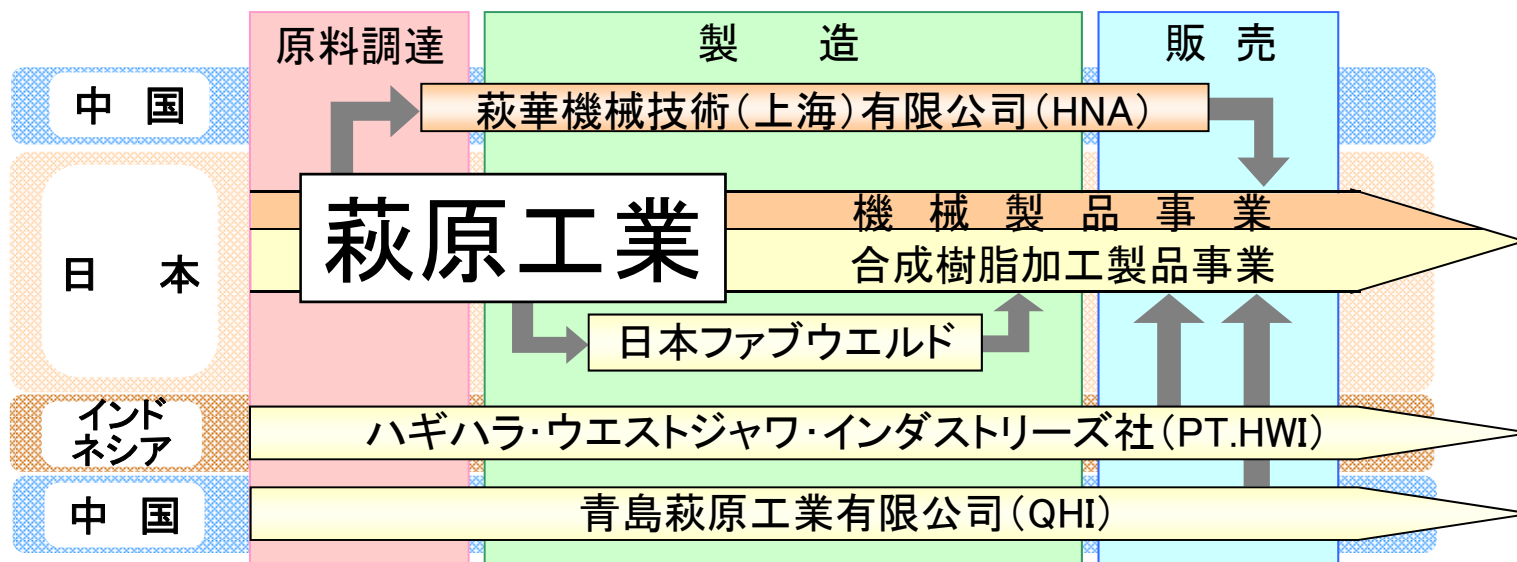 原料調達
製造
販売
中国
萩華機械技術(上海)有限公司(HNA)
日本
萩原工業
機械製品事業
合成樹脂加工製品事業
日本ファブウエルド
インド
ネシア
ハギハラ・ウエストジャワ・インダストリーズ社(PT.HWI)
中国
青島萩原工業有限公司(QHI)